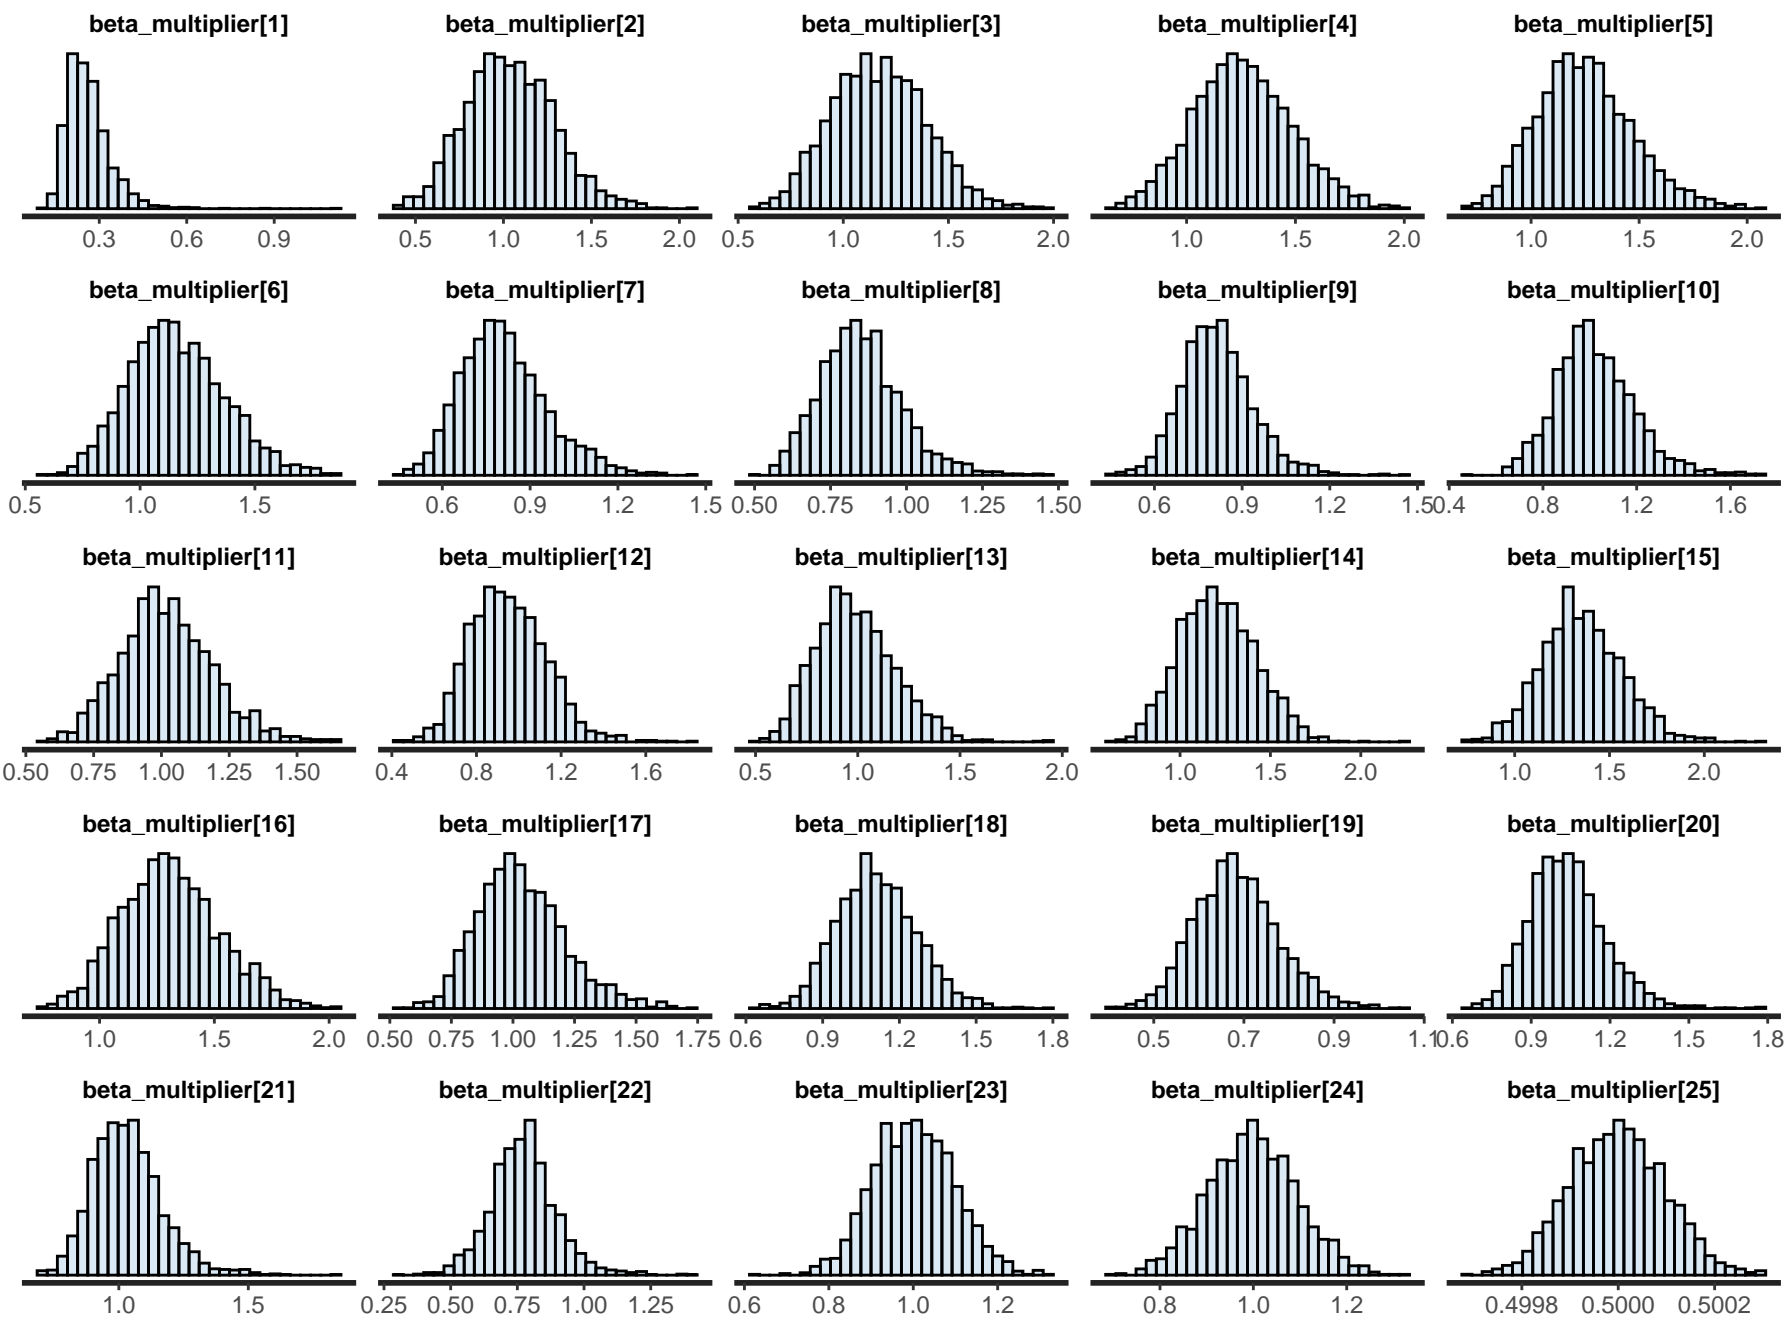 beta_multiplier[1] beta_multiplier[2] beta_multiplier[3] beta_multiplier[4] beta_multiplier[5]
0.3 0.6 0.9 0.5 1.0 1.5 2.0 0.5 1.0 1.5 2.0 1.0 1.5 2.0 1.0 1.5 2.0
beta_multiplier[6] beta_multiplier[7] beta_multiplier[8] beta_multiplier[9] beta_multiplier[10]
0.5 1.0 1.5 0.6 0.9 1.2 1.5 0.50 0.75 1.00 1.25 1.50 0.6 0.9 1.2 1.5 0.4 0.8 1.2 1.6
beta_multiplier[11] beta_multiplier[12] beta_multiplier[13] beta_multiplier[14] beta_multiplier[15]
0.50 0.75 1.00 1.25 1.50 0.4 0.8 1.2 1.6 0.5 1.0 1.5 2.0 1.0 1.5 2.0 1.0 1.5 2.0
beta_multiplier[16] beta_multiplier[17] beta_multiplier[18] beta_multiplier[19] beta_multiplier[20]
1.0 1.5 2.0 0.50 0.75 1.00 1.25 1.50 1.75 0.6 0.9 1.2 1.5 1.8 0.5 0.7 0.9 1.1 0.6 0.9 1.2 1.5 1.8
beta_multiplier[21] beta_multiplier[22] beta_multiplier[23] beta_multiplier[24] beta_multiplier[25]
1.0 1.5 0.25 0.50 0.75 1.00 1.25 0.6 0.8 1.0 1.2 0.8 1.0 1.2 0.4998 0.5000 0.5002